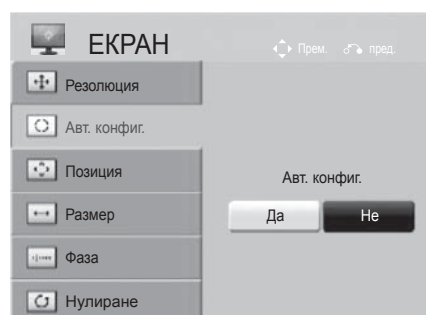 ЕКРАН
Прем. пред.
Резолюция
Авт. конфиг.
Позиция
Размер
Фаза
Нулиране
Авт. конфиг.
Да Не